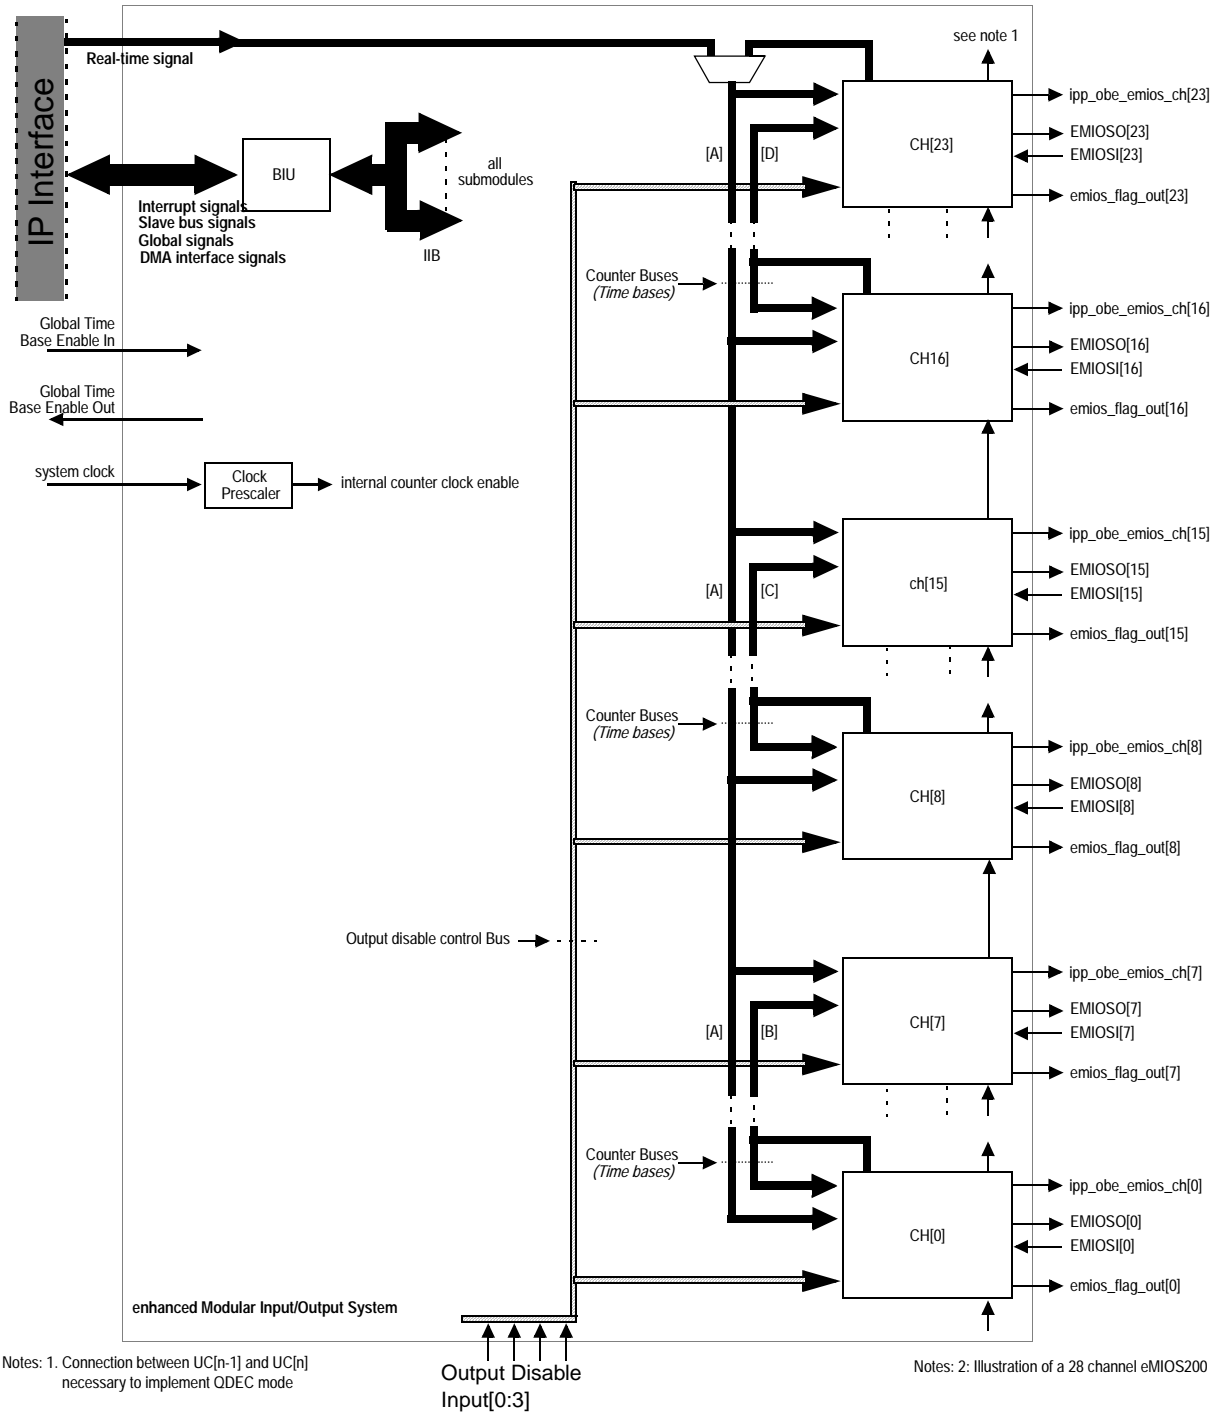 IP Interface
Real-time signal
BIU
Interrupt signals
Slave bus signals
Global signals
DMA interface signals
all
submodules
IIB
Global Time
Base Enable In
Global Time
Base Enable Out
system clock
Clock
Prescaler
internal counter clock enable
see note 1
[A]
[D]
CH[23]
ipp_obe_emios_ch[23]
EMIOSO[23]
EMIOSI[23]
emios_flag_out[23]
Counter Buses
(Time bases)
CH16]
ipp_obe_emios_ch[16]
EMIOSO[16]
EMIOSI[16]
emios_flag_out[16]
[A]
[C]
ch[15]
ipp_obe_emios_ch[15]
EMIOSO[15]
EMIOSI[15]
emios_flag_out[15]
Counter Buses
(Time bases)
CH[8]
ipp_obe_emios_ch[8]
EMIOSO[8]
EMIOSI[8]
emios_flag_out[8]
Output disable control Bus
[A]
[B]
CH[7]
ipp_obe_emios_ch[7]
EMIOSO[7]
EMIOSI[7]
emios_flag_out[7]
Counter Buses
(Time bases)
CH[0]
ipp_obe_emios_ch[0]
EMIOSO[0]
EMIOSI[0]
emios_flag_out[0]
enhanced Modular Input/Output System
Output Disable
Input[0:3]
Notes: 1. Connection between UC[n-1] and UC[n]
necessary to implement QDEC mode
Notes: 2: Illustration of a 28 channel eMIOS200